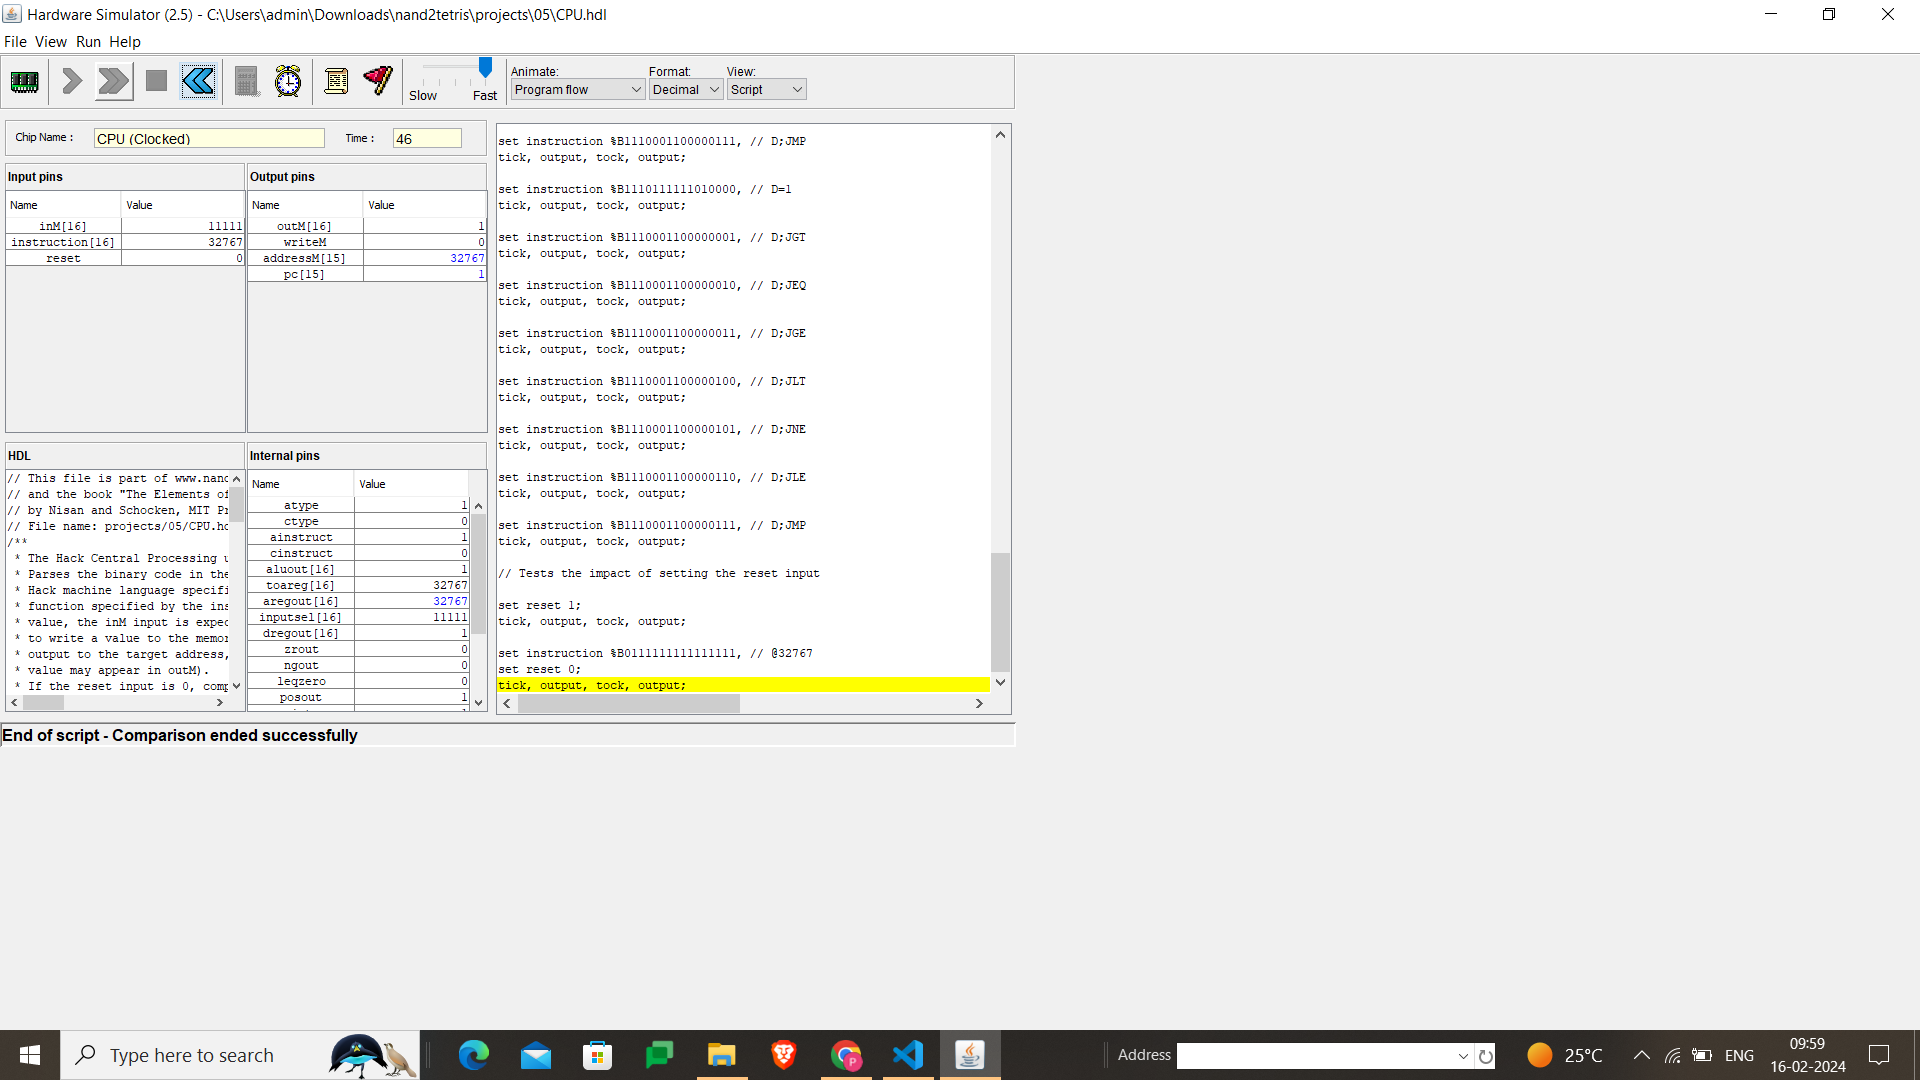 Hardware Simulator (2.5) - C:\Users\admin\Downloads\nand2tetris\projects\05\CPU.hdl
File View Run Help
Slow Fast
Animate: Format: View:
Program flow Decimal Script
Chip Name : CPU (Clocked) Time : 46
Input pins
Name Value
inM[16] 11111
instruction[16] 32767
reset 0
Output pins
Name Value
outM[16] 1
writeM 0
addressM[15] 32767
pc[15] 1
HDL
// This file is part of www.nand
// and the book "The Elements of
// by Nisan and Schocken, MIT Pr
// File name: projects/05/CPU.hd
/**
* The Hack Central Processing u
* Parses the binary code in the
* Hack machine language specifi
* function specified by the ins
* value, the inM input is expec
* to write a value to the memor
* output to the target address,
* value may appear in outM).
* If the reset input is 0, comp
Internal pins
Name Value
atype 1
ctype 0
ainstruct 1
cinstruct 0
aluout[16] 1
toareg[16] 32767
aregout[16] 32767
inputsel[16] 11111
dregout[16] 1
zrout 0
ngout 0
leqzero 0
posout 1
set instruction %B1110001100000111, // D;JMP
tick, output, tock, output;
set instruction %B1110111111010000, // D=1
tick, output, tock, output;
set instruction %B1110001100000001, // D;JGT
tick, output, tock, output;
set instruction %B1110001100000010, // D;JEQ
tick, output, tock, output;
set instruction %B1110001100000011, // D;JGE
tick, output, tock, output;
set instruction %B1110001100000100, // D;JLT
tick, output, tock, output;
set instruction %B1110001100000101, // D;JNE
tick, output, tock, output;
set instruction %B1110001100000110, // D;JLE
tick, output, tock, output;
set instruction %B1110001100000111, // D;JMP
tick, output, tock, output;
// Tests the impact of setting the reset input
set reset 1;
tick, output, tock, output;
set instruction %B0111111111111111, // @32767
set reset 0;
tick, output, tock, output;
End of script - Comparison ended successfully
Type here to search
Address
25°C
ENG
09:59
16-02-2024